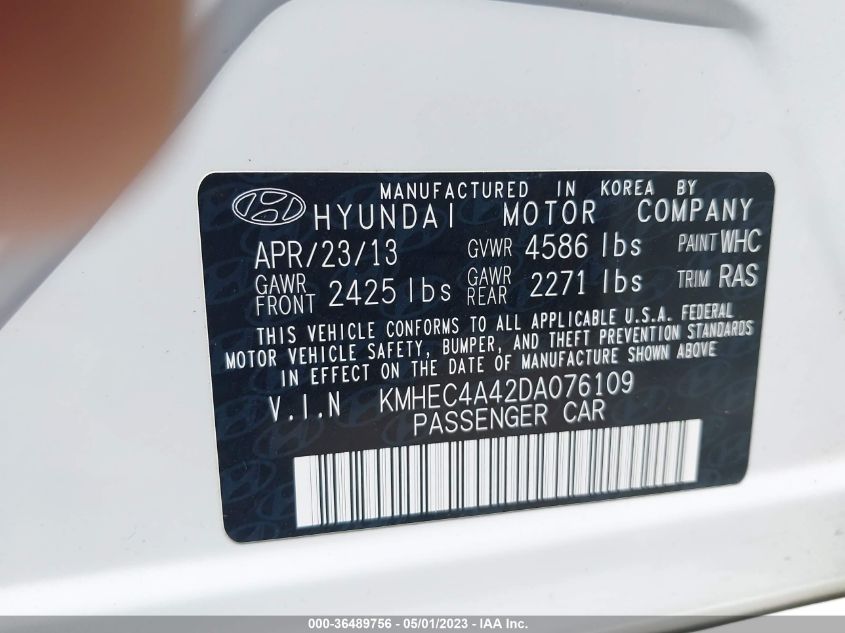 MANUFACTURED IN KOREA BY
HYUNDAI MOTOR COMPANY
APR/23/13 GVWR 4586 lbs PAINT WHC
GAWR FRONT 2425 lbs GAWR REAR 2271 lbs TRIM RAS
THIS VEHICLE CONFORMS TO ALL APPLICABLE U.S.A. FEDERAL
MOTOR VEHICLE SAFETY, BUMPER, AND THEFT PREVENTION STANDARDS
IN EFFECT ON THE DATE OF MANUFACTURE SHOWN ABOVE
V.I.N KMHEC4A42DA076109
PASSENGER CAR
000-36489756 - 05/01/2023 - IAA Inc.